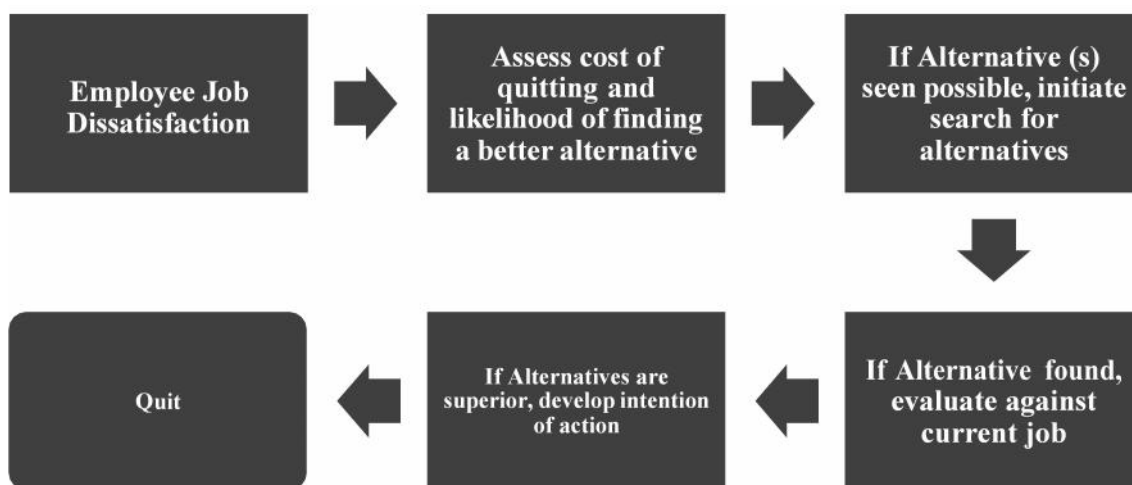 Employee Job
Dissatisfaction
Assess cost of
quitting and
likelihood of finding
a better alternative
If Alternative (s)
seen possible, initiate
search for
alternatives
If Alternative found,
evaluate against
current job
If Alternatives are
superior, develop intention
of action
Quit